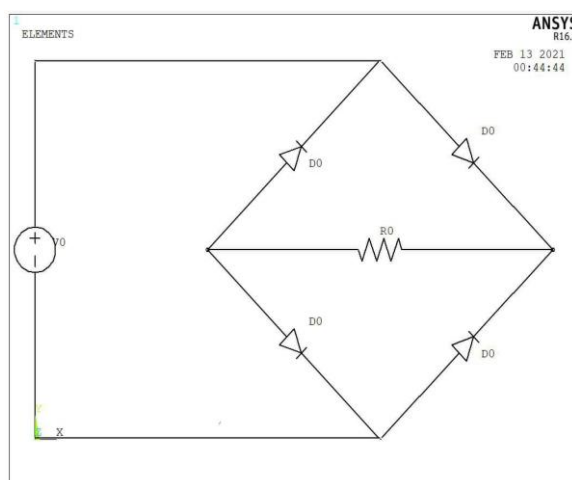 1
ELEMENTS
ANSYS
R16.
FEB 13 2021
00:44:44
D0
D0
R0
V0
D0
D0
Y
Z X